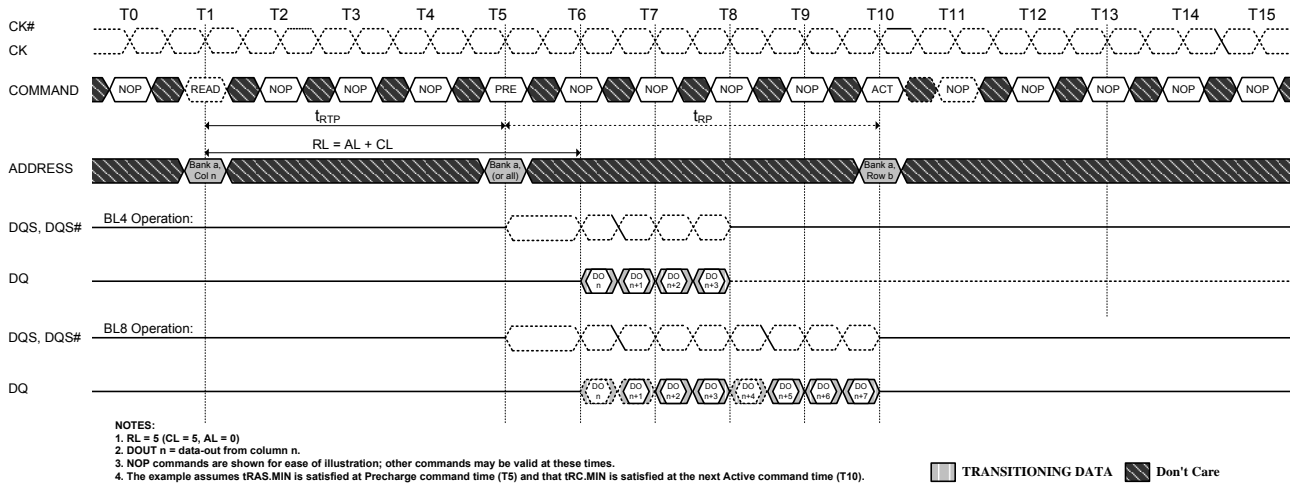 T0 T1 T2 T3 T4 T5 T6 T7 T8 T9 T10 T11 T12 T13 T14 T15
CK#
CK
COMMAND NOP READ NOP NOP NOP PRE NOP NOP NOP NOP ACT NOP NOP NOP NOP NOP
tRTP tRP
RL = AL + CL
ADDRESS Bank a, Col n Bank a, (or all) Bank a, Row b
BL4 Operation:
DQS, DQS#
DQ DO n DO n+1 DO n+2 DO n+3
BL8 Operation:
DQS, DQS#
DQ DO n DO n+1 DO n+2 DO n+3 DO n+4 DO n+5 DO n+6 DO n+7
NOTES:
1. RL = 5 (CL = 5, AL = 0)
2. DOUT n = data-out from column n.
3. NOP commands are shown for ease of illustration; other commands may be valid at these times.
4. The example assumes tRAS.MIN is satisfied at Precharge command time (T5) and that tRC.MIN is satisfied at the next Active command time (T10).
TRANSITIONING DATA Don't Care